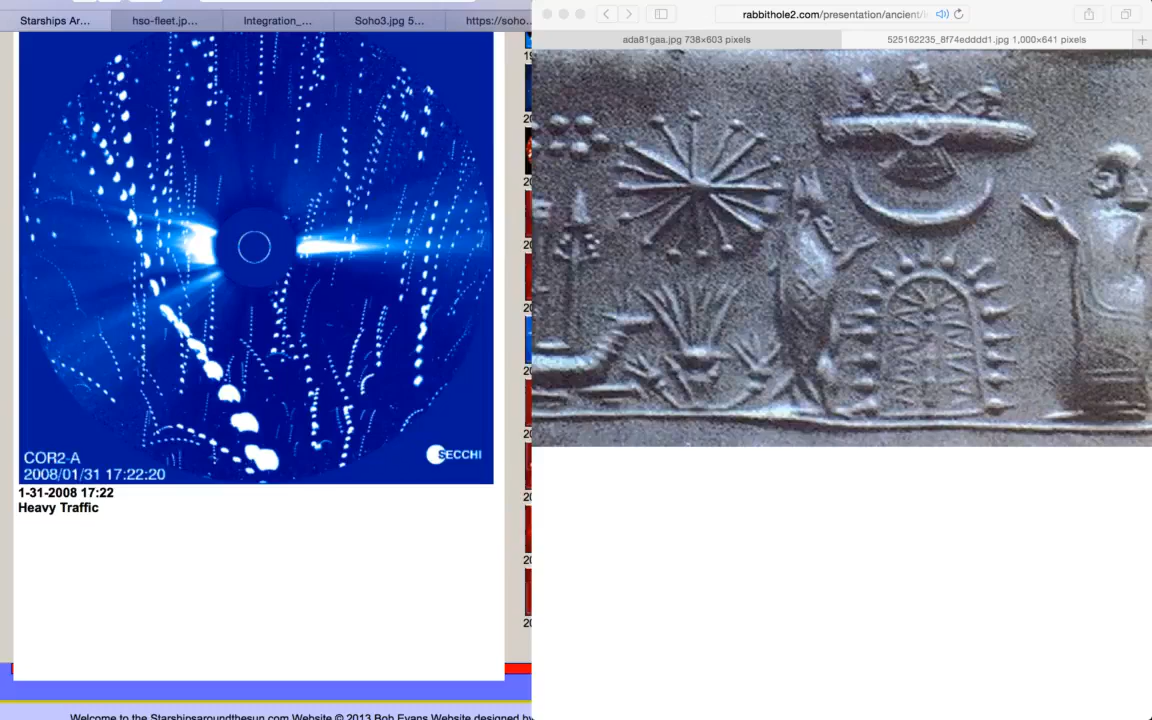 Starships Ar...
hso-fleet.jp...
Integration_...
Soho3.jpg 5...
https://soho...
COR2-A
2008/01/31 17:22:20
SECCHI
1-31-2008 17:22
Heavy Traffic
Welcome to the Starshipsaroundthesun.com Website © 2013 Bob Evans Website designed by
rabbithole2.com/presentation/ancient/
ada81gaa.jpg 738×603 pixels
525162235_8f74edddd1.jpg 1,000×641 pixels